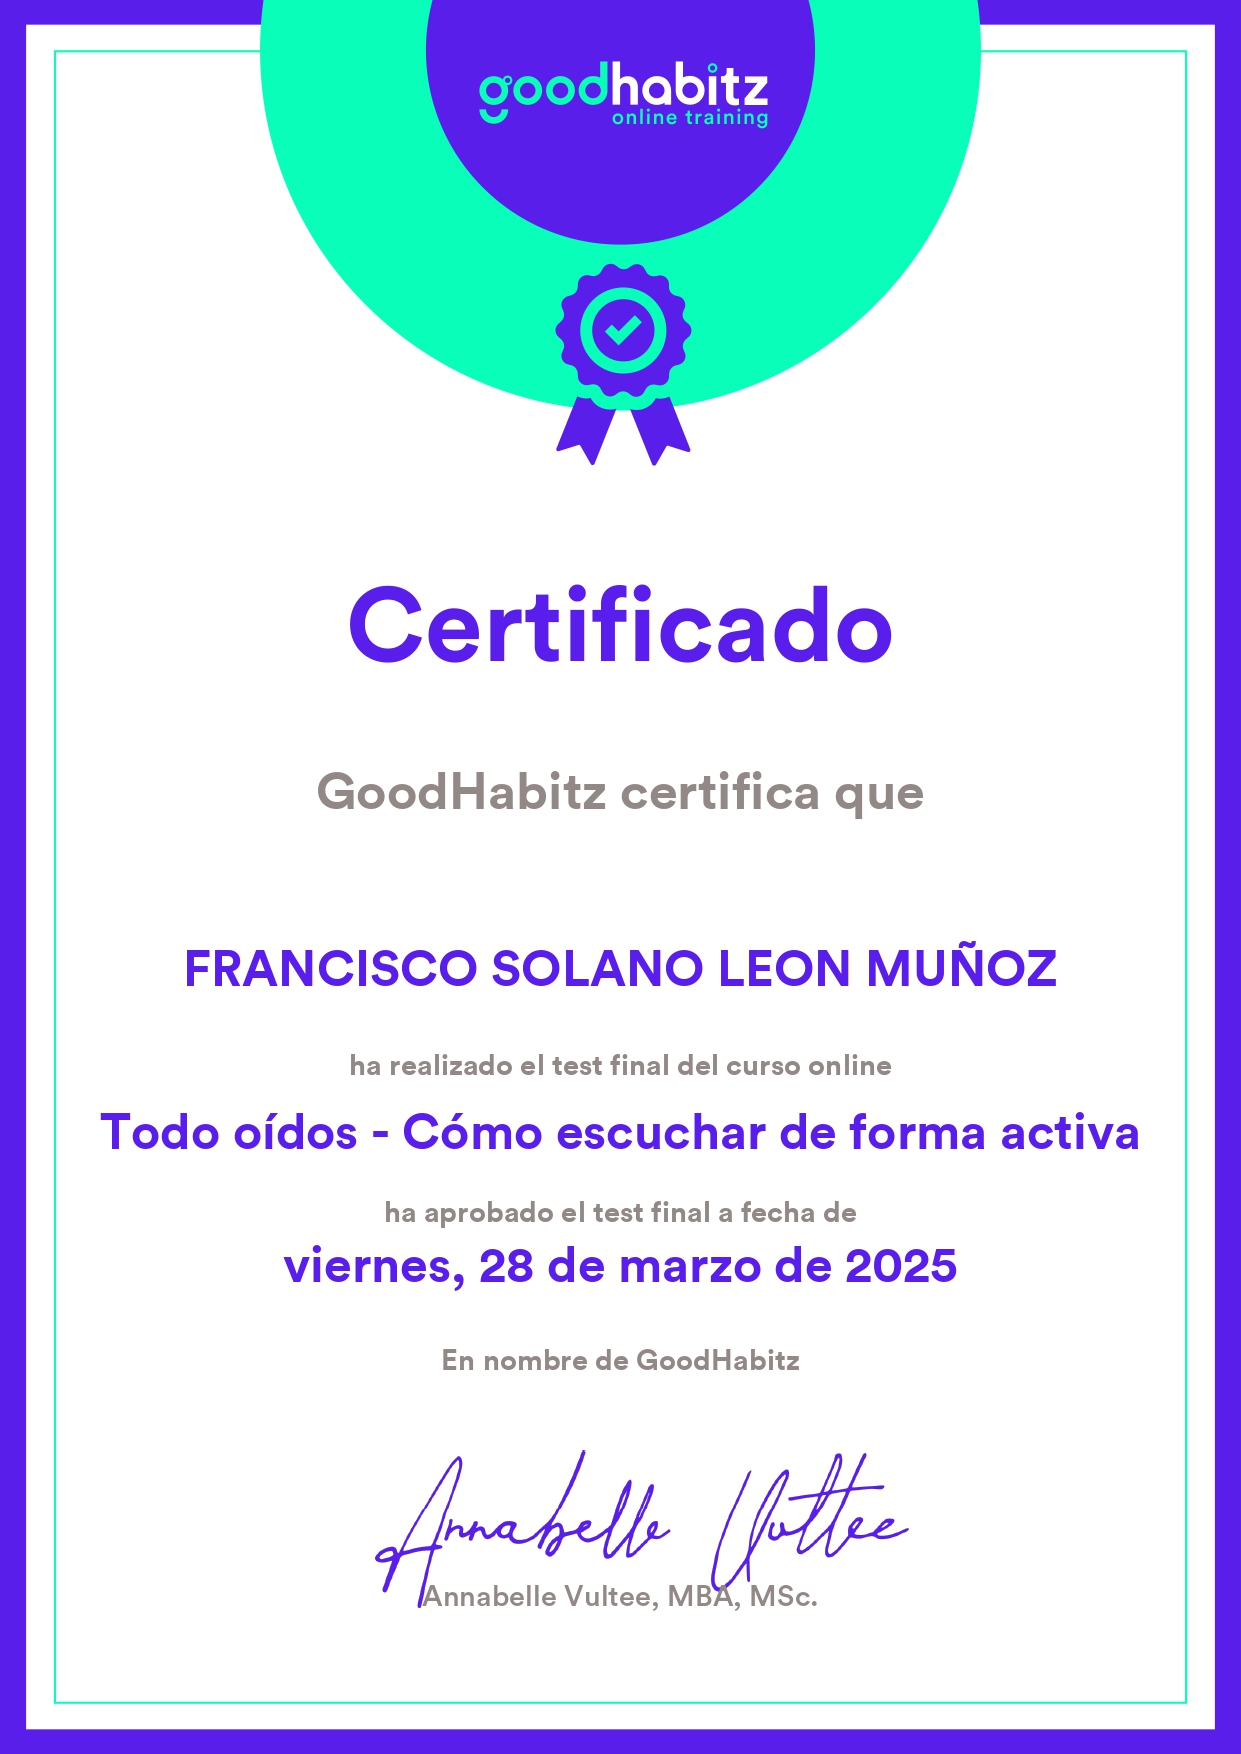 goodhabitz
online training
Certificado
GoodHabitz certifica que
FRANCISCO SOLANO LEON MUÑOZ
ha realizado el test final del curso online
Todo oídos - Cómo escuchar de forma activa
ha aprobado el test final a fecha de
viernes, 28 de marzo de 2025
En nombre de GoodHabitz
Annabelle Vultee
Annabelle Vultee, MBA, MSc.